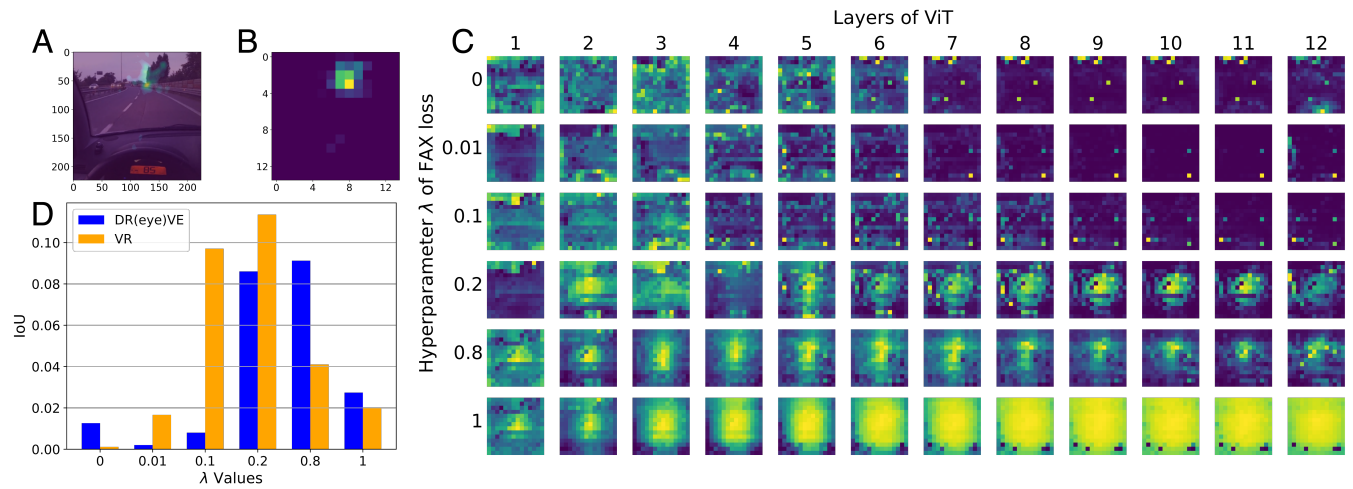 A
0
50
100
150
200
0 50 100 150 200
B
0
4
8
12
0 4 8 12
C
Layers of ViT
1 2 3 4 5 6 7 8 9 10 11 12
Hyperparameter λ of FAX loss
0
0.01
0.1
0.2
0.8
1
D
DR(eye)VE
VR
IoU
0.10
0.08
0.06
0.04
0.02
0.00
0 0.01 0.1 0.2 0.8 1
λ Values